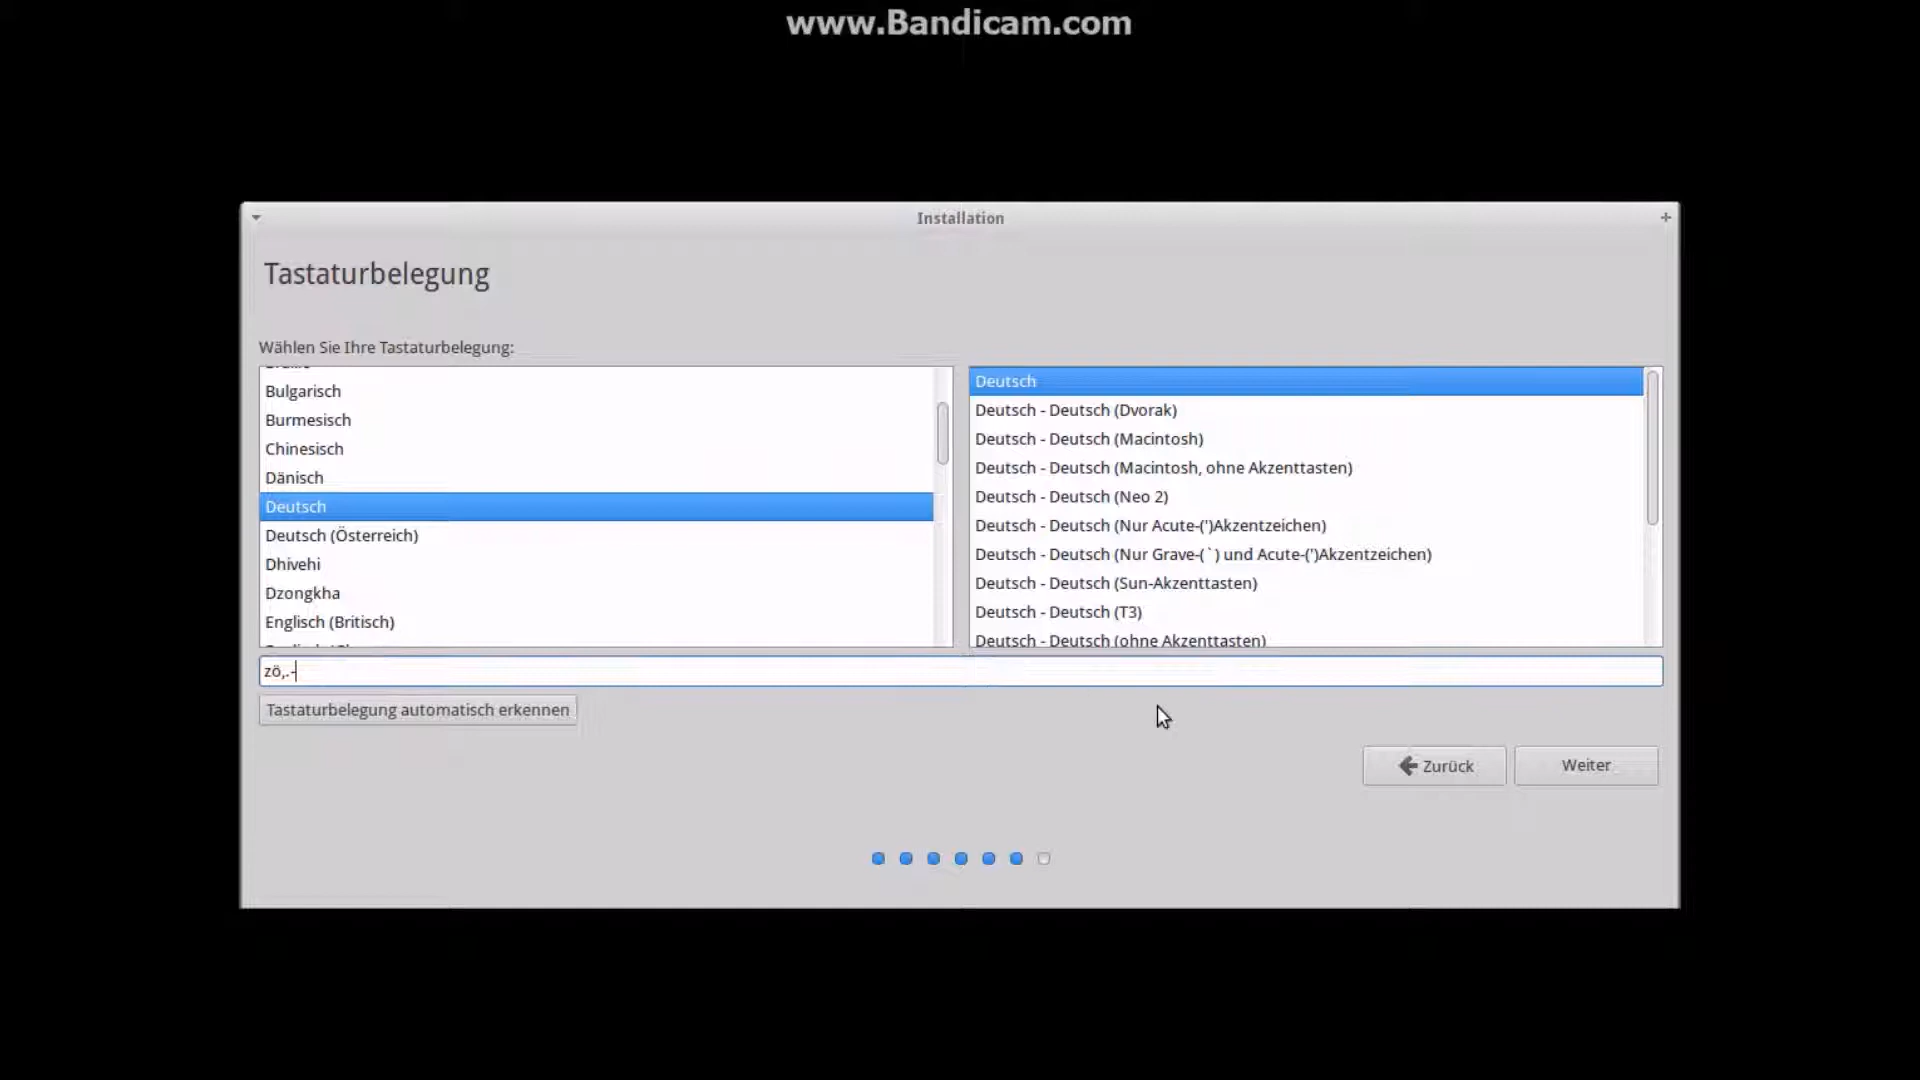 www.Bandicam.com
Installation
Tastaturbelegung
Wählen Sie Ihre Tastaturbelegung:
Bulgarisch
Burmesisch
Chinesisch
Dänisch
Deutsch
Deutsch (Österreich)
Dhivehi
Dzongkha
Englisch (Britisch)
Deutsch
Deutsch - Deutsch (Dvorak)
Deutsch - Deutsch (Macintosh)
Deutsch - Deutsch (Macintosh, ohne Akzenttasten)
Deutsch - Deutsch (Neo 2)
Deutsch - Deutsch (Nur Acute-(')Akzentzeichen)
Deutsch - Deutsch (Nur Grave-(`) und Acute-(')Akzentzeichen)
Deutsch - Deutsch (Sun-Akzenttasten)
Deutsch - Deutsch (T3)
Deutsch - Deutsch (ohne Akzenttasten)
zö,.-
Tastaturbelegung automatisch erkennen
Zurück
Weiter